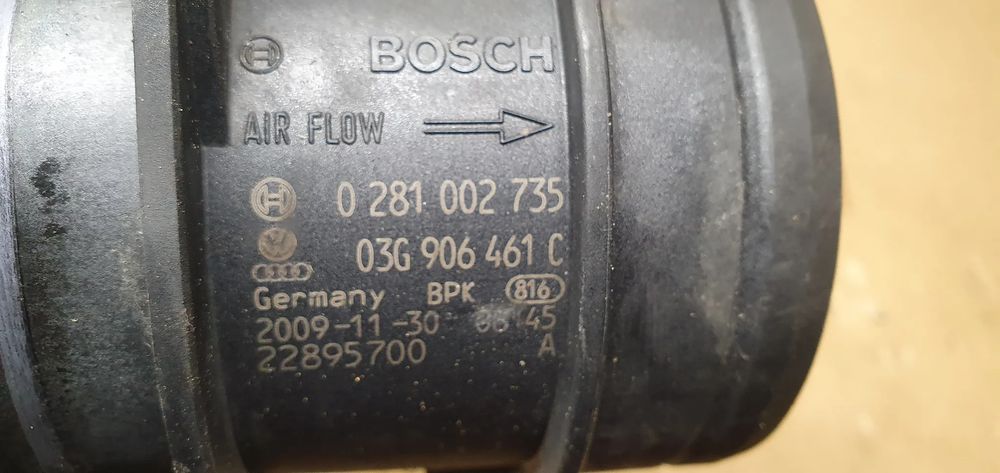 BOSCH
AIR FLOW
0 281 002 735
03G 906 461 C
Germany BPK 816
2009-11-30
22895700 A